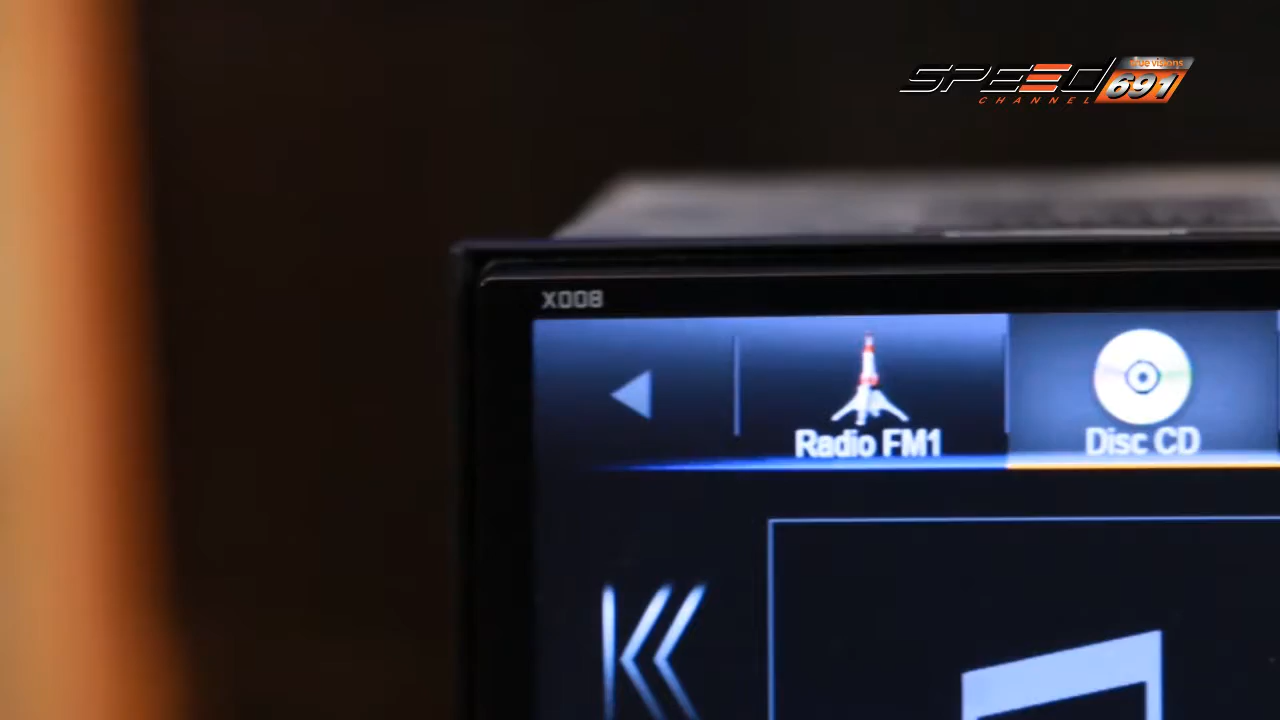 true visions
SPEED 691
CHANNEL
X008
Radio FM1
Disc CD